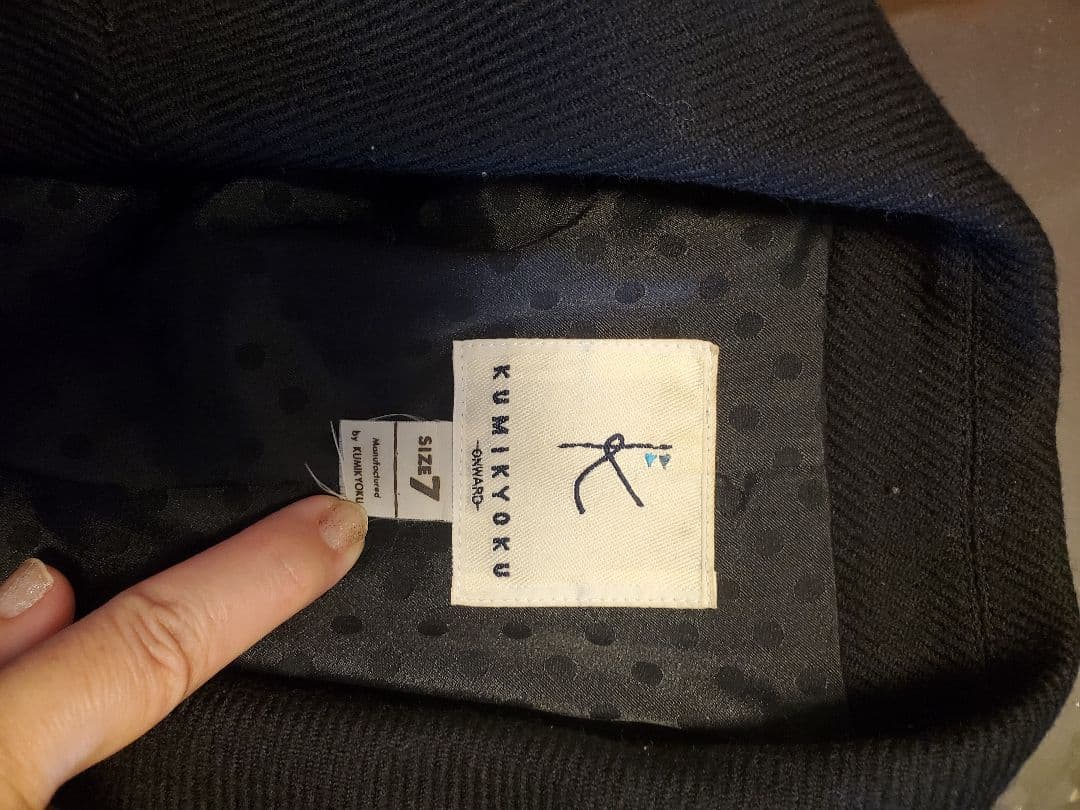 K
KUMIKYOKU
-ONWARD-
SIZE 7
Manufactured
by KUMIKYOKU